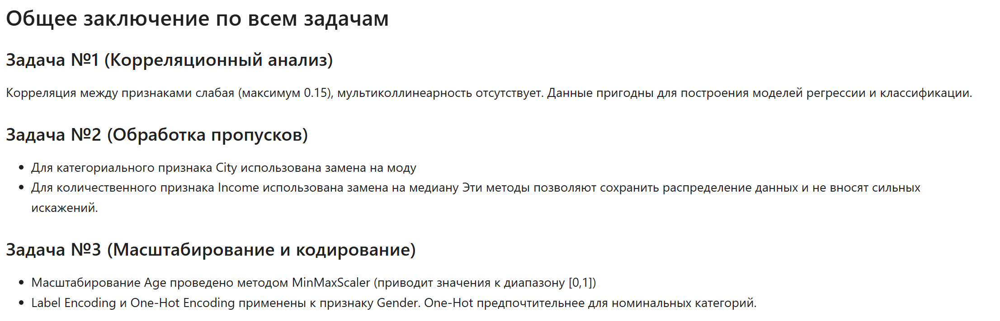 Общее заключение по всем задачам
Задача №1 (Корреляционный анализ)
Корреляция между признаками слабая (максимум 0.15), мультиколлинеарность отсутствует. Данные пригодны для построения моделей регрессии и классификации.
Задача №2 (Обработка пропусков)
• Для категориального признака City использована замена на моду
• Для количественного признака Income использована замена на медиану Эти методы позволяют сохранить распределение данных и не вносят сильных
искажений.
Задача №3 (Масштабирование и кодирование)
• Масштабирование Age проведено методом MinMaxScaler (приводит значения к диапазону [0,1])
• Label Encoding и One-Hot Encoding применены к признаку Gender. One-Hot предпочтительнее для номинальных категорий.